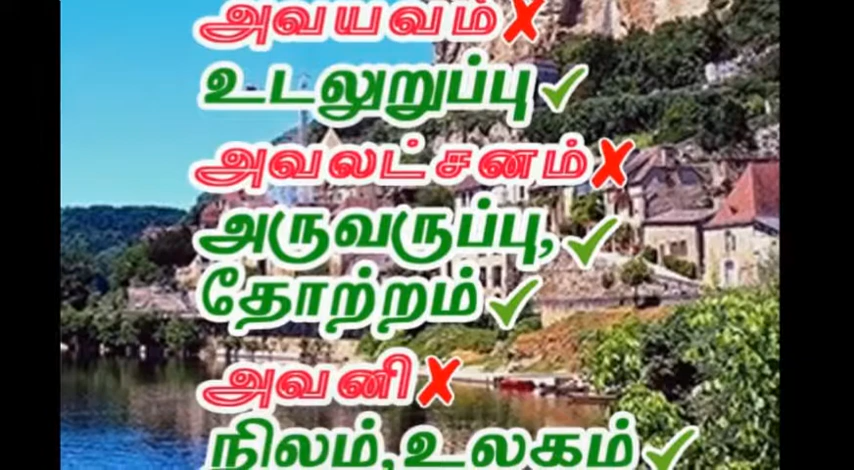 அவயவம்❌
உடலுறுப்பு✓
அவலட்சனம்❌
அருவருப்பு,✓
தோற்றம்✓
அவனி❌
நிலம்,உலகம்✓